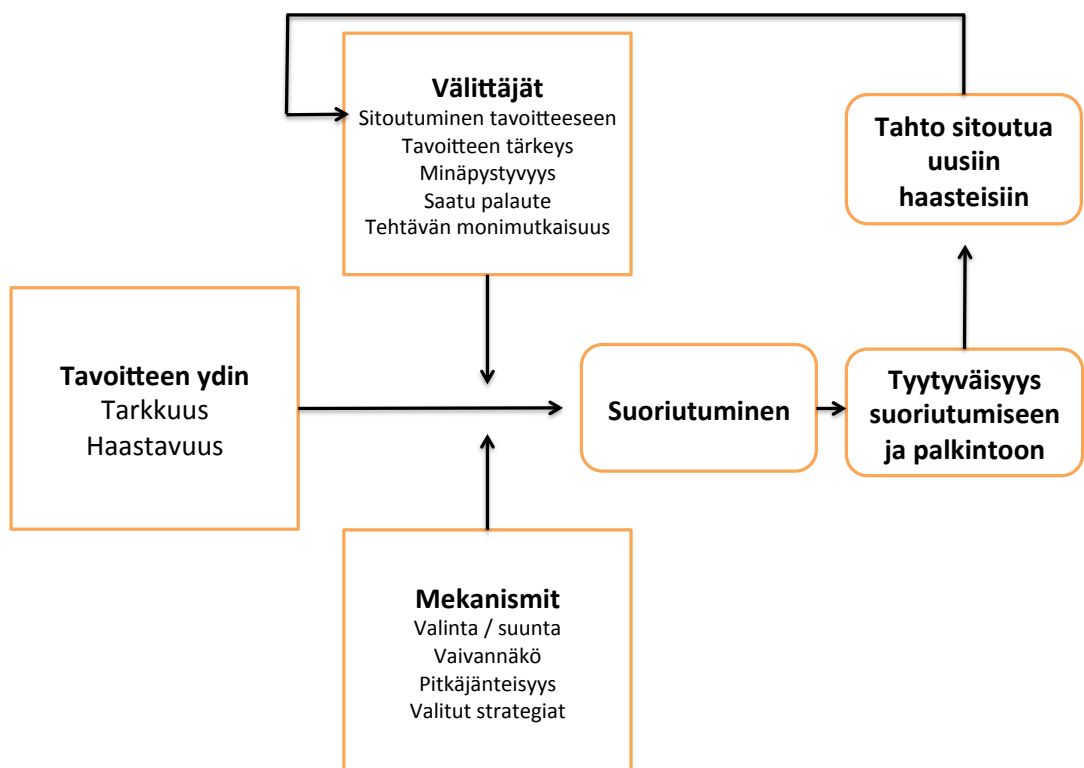 Välittäjät
Sitoutuminen tavoitteeseen
Tavoitteen tärkeys
Minäpystyvyys
Saatu palaute
Tehtävän monimutkaisuus
Tahto sitoutua
uusiin
haasteisiin
Tavoitteen ydin
Tarkkuus
Haastavuus
Suoriutuminen
Tyytyväisyys
suoriutumiseen
ja palkintoon
Mekanismit
Valinta / suunta
Vaivannäkö
Pitkäjänteisyys
Valitut strategiat